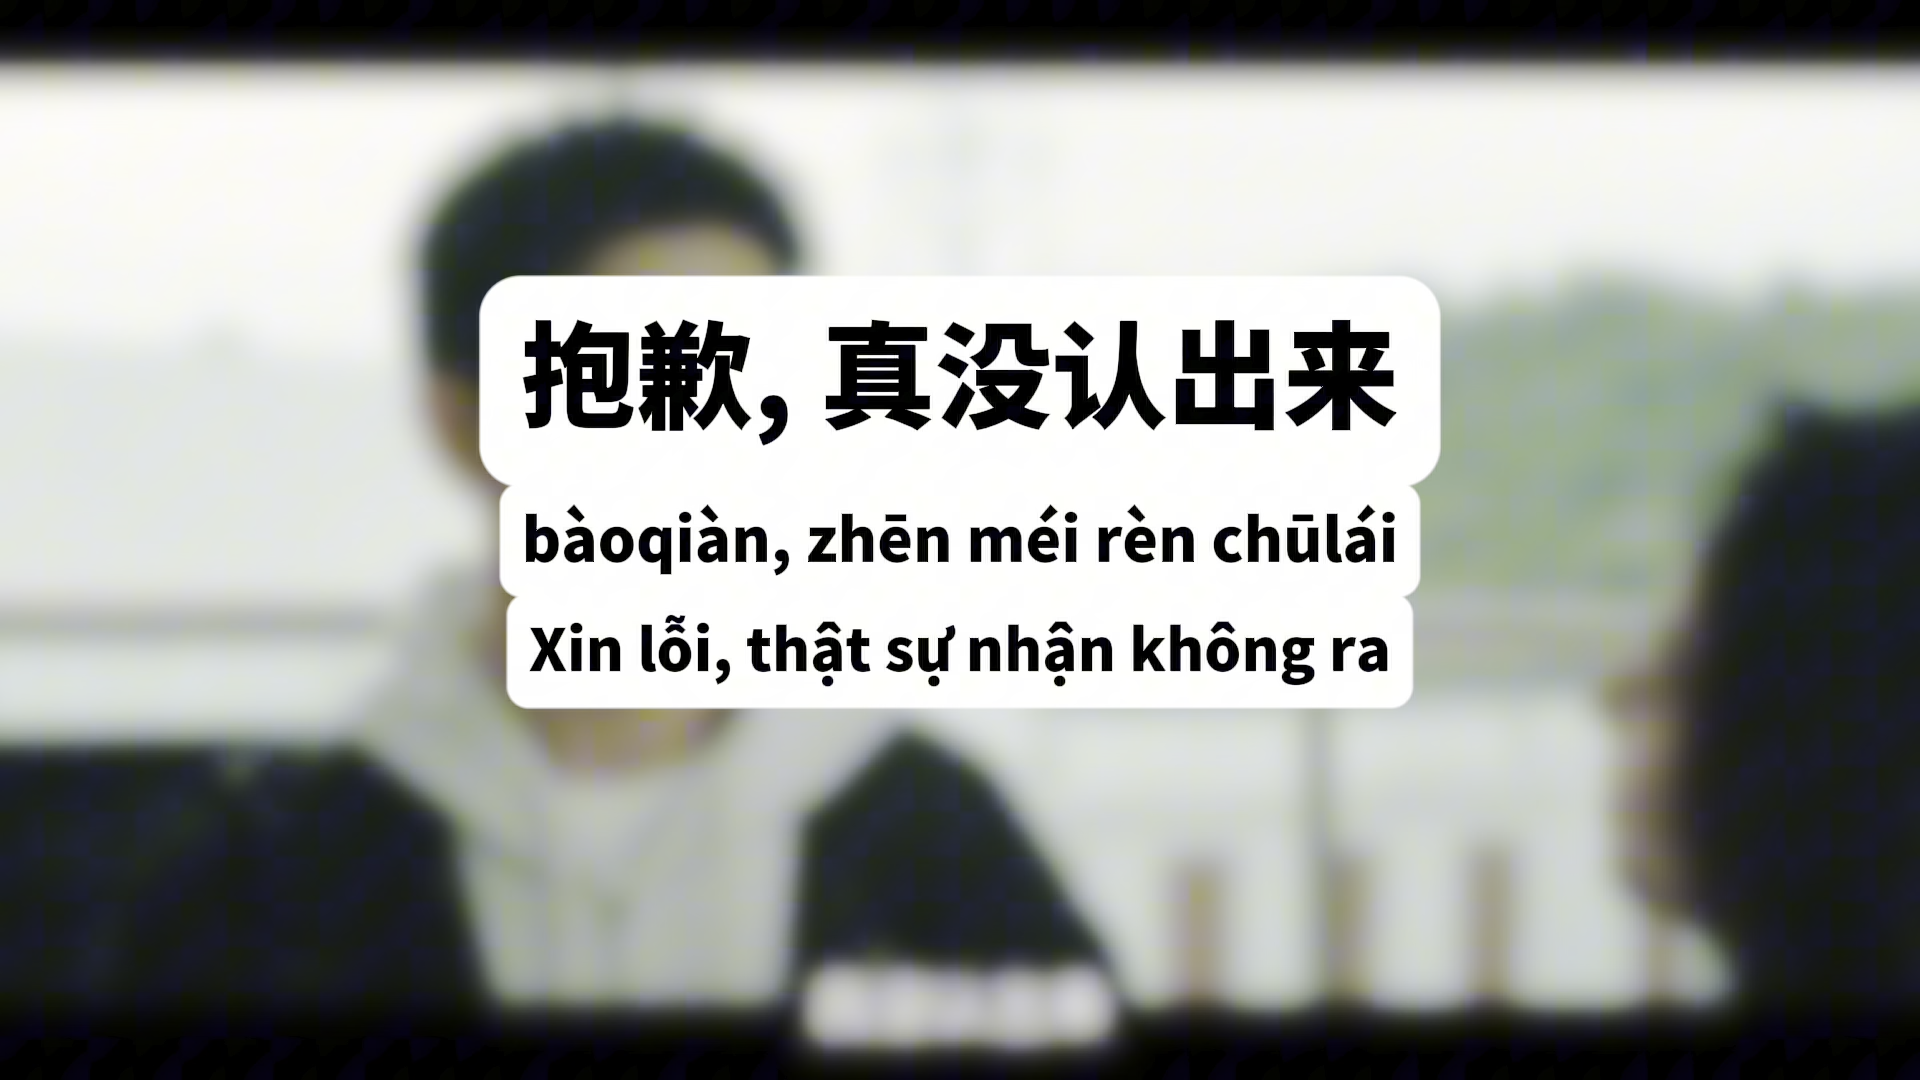 抱歉, 真没认出来
bàoqiàn, zhēn méi rèn chūlái
Xin lỗi, thật sự nhận không ra